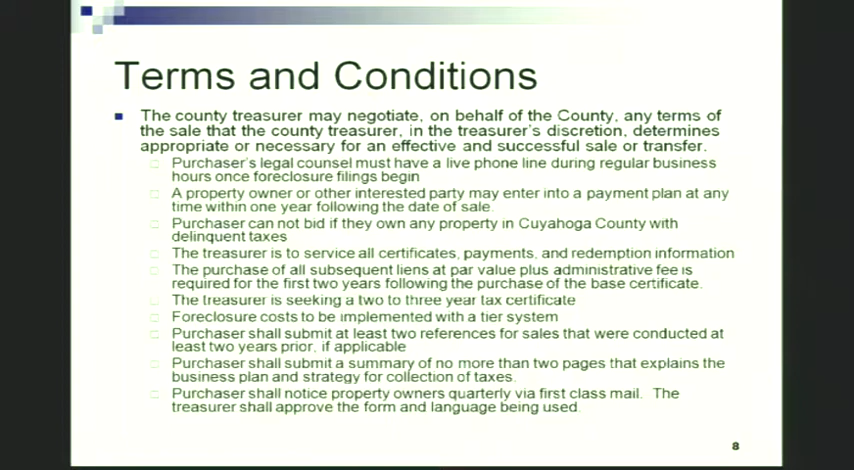 Terms and Conditions
The county treasurer may negotiate, on behalf of the County, any terms of
the sale that the county treasurer, in the treasurer's discretion, determines
appropriate or necessary for an effective and successful sale or transfer.
Purchaser's legal counsel must have a live phone line during regular business
hours once foreclosure filings begin
A property owner or other interested party may enter into a payment plan at any
time within one year following the date of sale.
Purchaser can not bid if they own any property in Cuyahoga County with
delinquent taxes
The treasurer is to service all certificates, payments, and redemption information
The purchase of all subsequent liens at par value plus administrative fee is
required for the first two years following the purchase of the base certificate.
The treasurer is seeking a two to three year tax certificate
Foreclosure costs to be implemented with a tier system
Purchaser shall submit at least two references for sales that were conducted at
least two years prior, if applicable
Purchaser shall submit a summary of no more than two pages that explains the
business plan and strategy for collection of taxes.
Purchaser shall notice property owners quarterly via first class mail. The
treasurer shall approve the form and language being used.
8